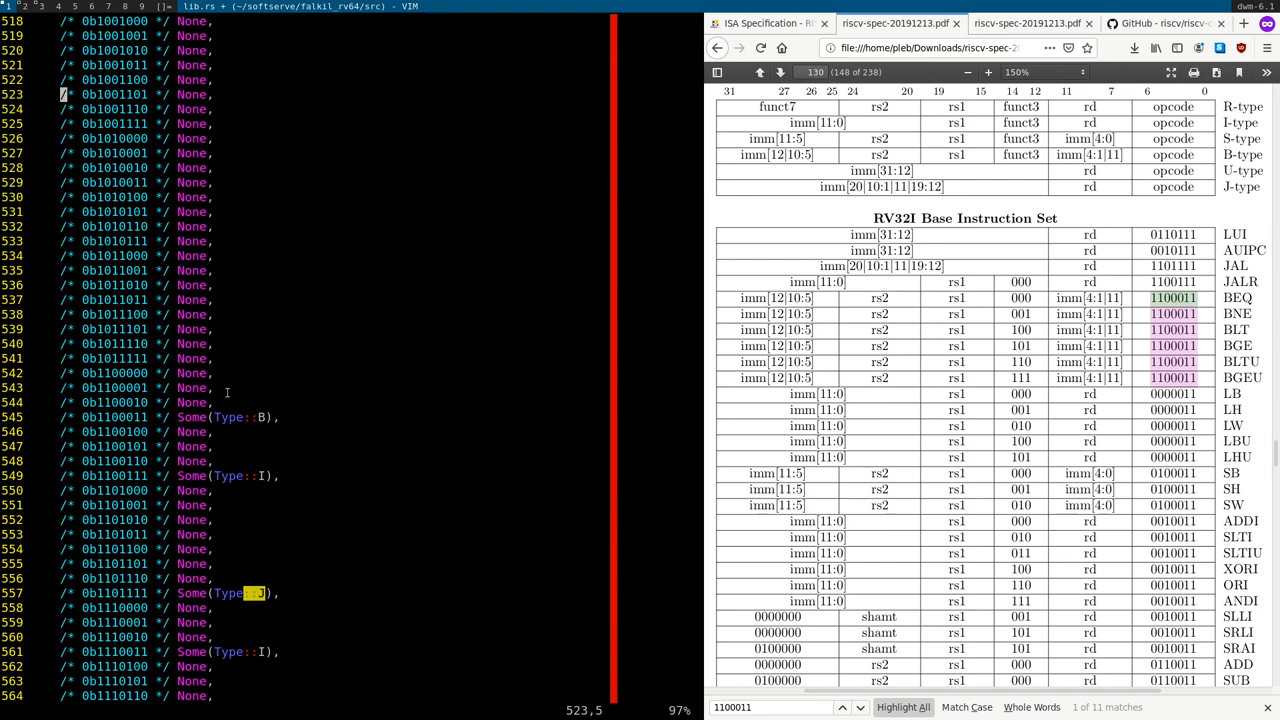 1 2 3 4 5 6 7 8 9 []= lib.rs + (~/softserve/falkil_rv64/src) - VIM dwm-6.1
518 /* 0b1001000 */ None,
519 /* 0b1001001 */ None,
520 /* 0b1001010 */ None,
521 /* 0b1001011 */ None,
522 /* 0b1001100 */ None,
523 /* 0b1001101 */ None,
524 /* 0b1001110 */ None,
525 /* 0b1001111 */ None,
526 /* 0b1010000 */ None,
527 /* 0b1010001 */ None,
528 /* 0b1010010 */ None,
529 /* 0b1010011 */ None,
530 /* 0b1010100 */ None,
531 /* 0b1010101 */ None,
532 /* 0b1010110 */ None,
533 /* 0b1010111 */ None,
534 /* 0b1011000 */ None,
535 /* 0b1011001 */ None,
536 /* 0b1011010 */ None,
537 /* 0b1011011 */ None,
538 /* 0b1011100 */ None,
539 /* 0b1011101 */ None,
540 /* 0b1011110 */ None,
541 /* 0b1011111 */ None,
542 /* 0b1100000 */ None,
543 /* 0b1100001 */ None,
544 /* 0b1100010 */ None,
545 /* 0b1100011 */ Some(Type::B),
546 /* 0b1100100 */ None,
547 /* 0b1100101 */ None,
548 /* 0b1100110 */ None,
549 /* 0b1100111 */ Some(Type::I),
550 /* 0b1101000 */ None,
551 /* 0b1101001 */ None,
552 /* 0b1101010 */ None,
553 /* 0b1101011 */ None,
554 /* 0b1101100 */ None,
555 /* 0b1101101 */ None,
556 /* 0b1101110 */ None,
557 /* 0b1101111 */ Some(Type::J),
558 /* 0b1110000 */ None,
559 /* 0b1110001 */ None,
560 /* 0b1110010 */ None,
561 /* 0b1110011 */ Some(Type::I),
562 /* 0b1110100 */ None,
563 /* 0b1110101 */ None,
564 /* 0b1110110 */ None,
523,5 97%
ISA Specification - RIS riscv-spec-20191213.pdf riscv-spec-20191213.pdf GitHub - riscv/riscv-c
file:///home/pleb/Downloads/riscv-spec-2
130 (148 of 238) 150%
31 27 26 25 24 20 19 15 14 12 11 7 6 0
funct7 rs2 rs1 funct3 rd opcode R-type
imm[11:0] rs1 funct3 rd opcode I-type
imm[11:5] rs2 rs1 funct3 imm[4:0] opcode S-type
imm[12|10:5] rs2 rs1 funct3 imm[4:1|11] opcode B-type
imm[31:12] rd opcode U-type
imm[20|10:1|11|19:12] rd opcode J-type
RV32I Base Instruction Set
imm[31:12] rd 0110111 LUI
imm[31:12] rd 0010111 AUIPC
imm[20|10:1|11|19:12] rd 1101111 JAL
imm[11:0] rs1 000 rd 1100111 JALR
imm[12|10:5] rs2 rs1 000 imm[4:1|11] 1100011 BEQ
imm[12|10:5] rs2 rs1 001 imm[4:1|11] 1100011 BNE
imm[12|10:5] rs2 rs1 100 imm[4:1|11] 1100011 BLT
imm[12|10:5] rs2 rs1 101 imm[4:1|11] 1100011 BGE
imm[12|10:5] rs2 rs1 110 imm[4:1|11] 1100011 BLTU
imm[12|10:5] rs2 rs1 111 imm[4:1|11] 1100011 BGEU
imm[11:0] rs1 000 rd 0000011 LB
imm[11:0] rs1 001 rd 0000011 LH
imm[11:0] rs1 010 rd 0000011 LW
imm[11:0] rs1 100 rd 0000011 LBU
imm[11:0] rs1 101 rd 0000011 LHU
imm[11:5] rs2 rs1 000 imm[4:0] 0100011 SB
imm[11:5] rs2 rs1 001 imm[4:0] 0100011 SH
imm[11:5] rs2 rs1 010 imm[4:0] 0100011 SW
imm[11:0] rs1 000 rd 0010011 ADDI
imm[11:0] rs1 010 rd 0010011 SLTI
imm[11:0] rs1 011 rd 0010011 SLTIU
imm[11:0] rs1 100 rd 0010011 XORI
imm[11:0] rs1 110 rd 0010011 ORI
imm[11:0] rs1 111 rd 0010011 ANDI
0000000 shamt rs1 001 rd 0010011 SLLI
0000000 shamt rs1 101 rd 0010011 SRLI
0100000 shamt rs1 101 rd 0010011 SRAI
0000000 rs2 rs1 000 rd 0110011 ADD
0100000 rs2 rs1 000 rd 0110011 SUB
1100011 Highlight All Match Case Whole Words 1 of 11 matches